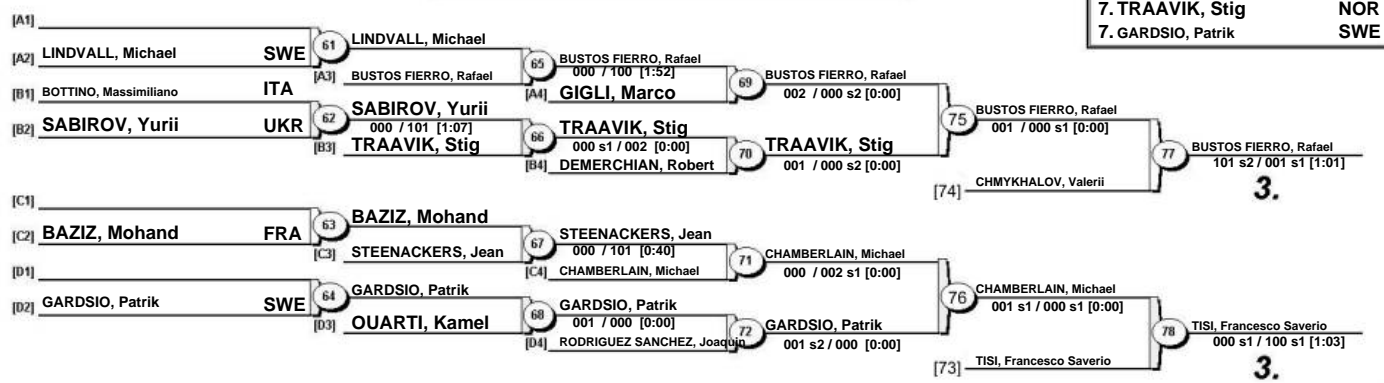 7. TRAAVIK, Stig NOR
7. GARDSIO, Patrik SWE
[A1]
[A2] LINDVALL, Michael SWE
61
LINDVALL, Michael
[A3] BUSTOS FIERRO, Rafael
[B1] BOTTINO, Massimiliano ITA
[B2] SABIROV, Yurii UKR
62
SABIROV, Yurii
000 / 101 [1:07]
[B3] TRAAVIK, Stig
65
BUSTOS FIERRO, Rafael
000 / 100 [1:52]
[A4] GIGLI, Marco
66
TRAAVIK, Stig
000 s1 / 002 [0:00]
[B4] DEMERCHIAN, Robert
69
BUSTOS FIERRO, Rafael
002 / 000 s2 [0:00]
70
TRAAVIK, Stig
001 / 000 s2 [0:00]
75
BUSTOS FIERRO, Rafael
001 / 000 s1 [0:00]
[74] CHMYKHALOV, Valerii
77
BUSTOS FIERRO, Rafael
101 s2 / 001 s1 [1:01]
3.
[C1]
[C2] BAZIZ, Mohand FRA
63
BAZIZ, Mohand
[C3] STEENACKERS, Jean
[D1]
[D2] GARDSIO, Patrik SWE
64
GARDSIO, Patrik
[D3] OUARTI, Kamel
67
STEENACKERS, Jean
000 / 101 [0:40]
[C4] CHAMBERLAIN, Michael
68
GARDSIO, Patrik
001 / 000 [0:00]
[D4] RODRIGUEZ SANCHEZ, Joaquin
71
CHAMBERLAIN, Michael
000 / 002 s1 [0:00]
72
GARDSIO, Patrik
001 s2 / 000 [0:00]
76
CHAMBERLAIN, Michael
001 s1 / 000 s1 [0:00]
[73] TISI, Francesco Saverio
78
TISI, Francesco Saverio
000 s1 / 100 s1 [1:03]
3.